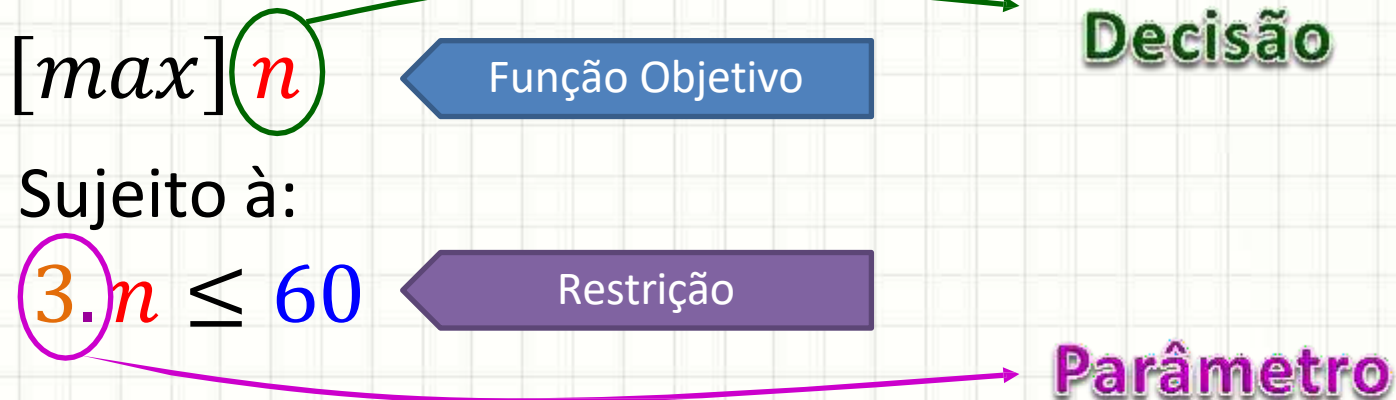 Decisão
[max] n
Função Objetivo
Sujeito à:
3.n ≤ 60
Restrição
Parâmetro